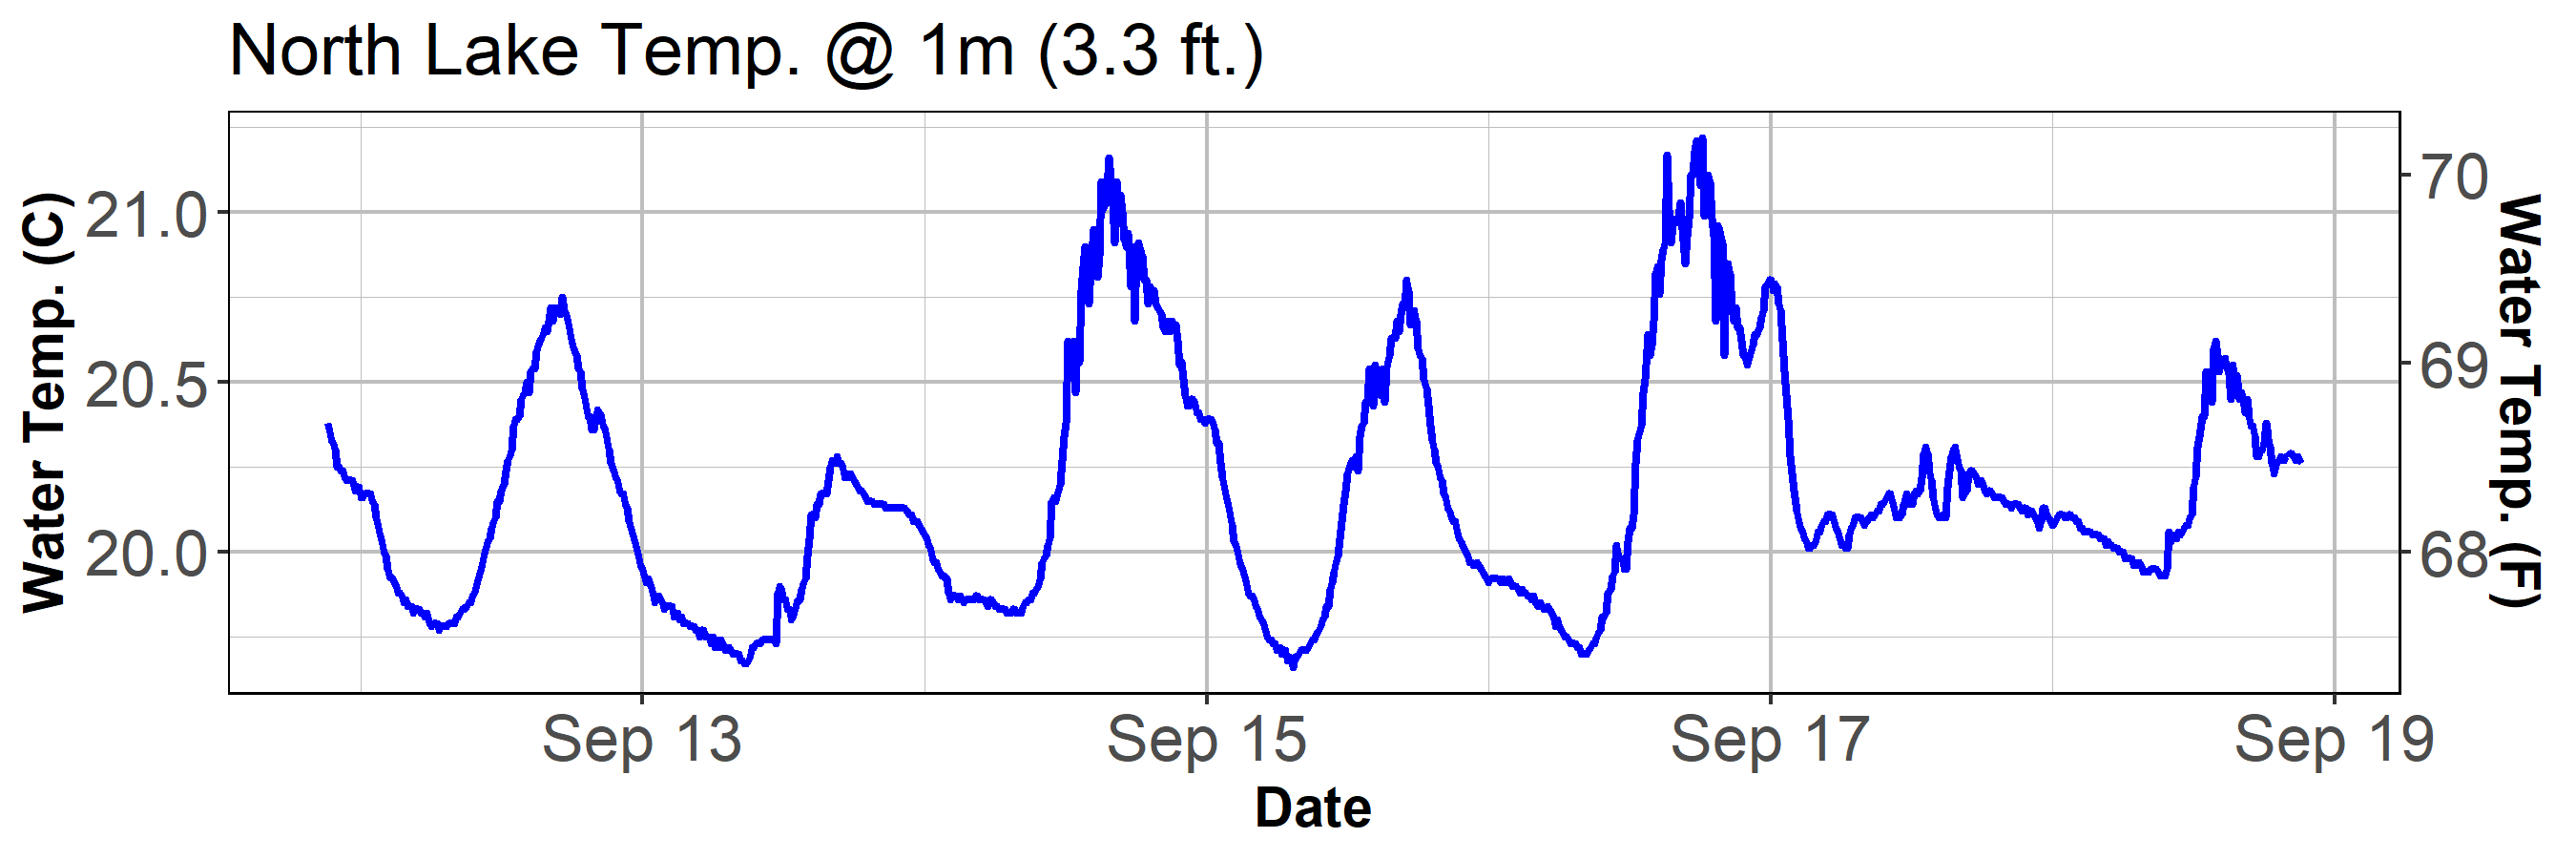 North Lake Temp. @ 1m (3.3 ft.)
Water Temp. (C)
21.0
20.5
20.0
70
69
68
Water Temp. (F)
Sep 13
Sep 15
Sep 17
Sep 19
Date